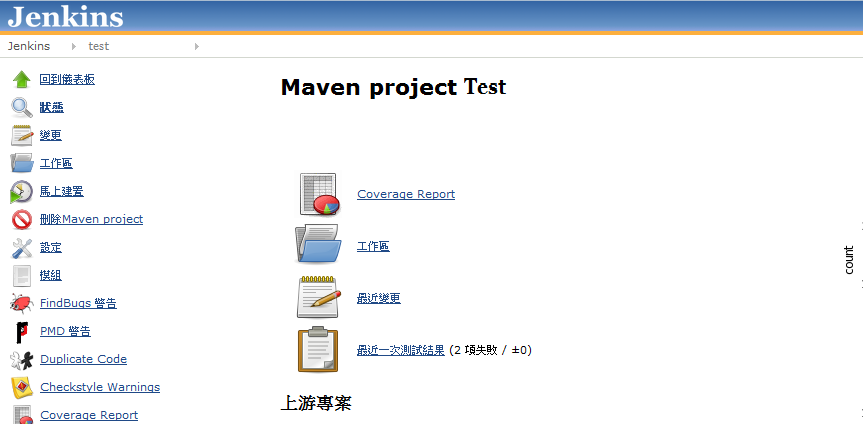 Jenkins
Jenkins test
回到儀表板
狀態
變更
工作區
馬上建置
刪除Maven project
設定
模組
FindBugs 警告
PMD 警告
Duplicate Code
Checkstyle Warnings
Coverage Report
Maven project Test
Coverage Report
工作區
最近變更
最近一次測試結果 (2 項失敗 / ±0)
上游專案
count